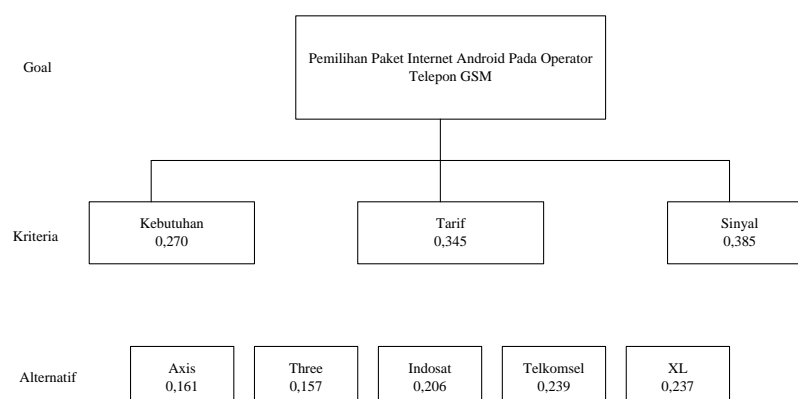 Goal
Pemilihan Paket Internet Android Pada Operator
Telepon GSM
Kriteria
Kebutuhan
0,270
Tarif
0,345
Sinyal
0,385
Alternatif
Axis
0,161
Three
0,157
Indosat
0,206
Telkomsel
0,239
XL
0,237